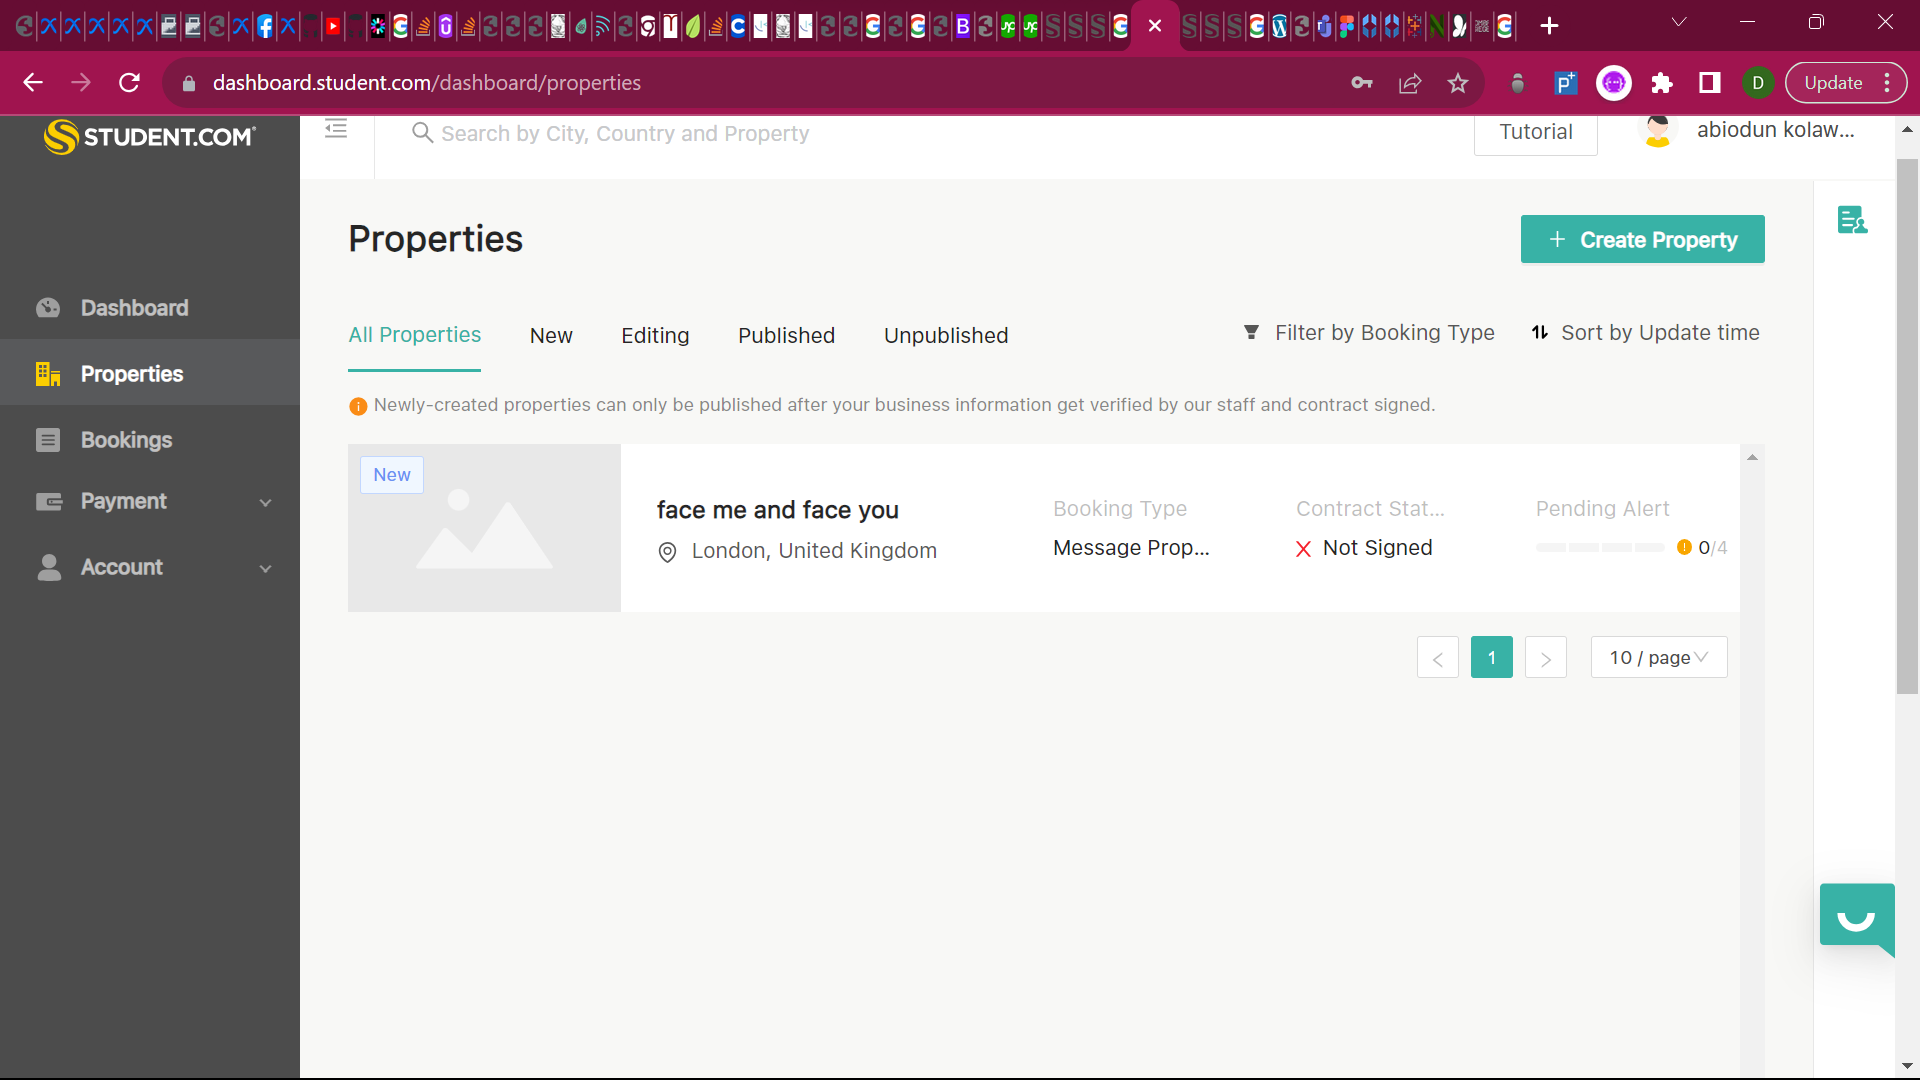 D
Update
dashboard.student.com/dashboard/properties
STUDENT.COM
Search by City, Country and Property
Tutorial
abiodun kolaw...
Properties
+ Create Property
Dashboard
Properties
Bookings
Payment
Account
All Properties
New
Editing
Published
Unpublished
Filter by Booking Type
Sort by Update time
Newly-created properties can only be published after your business information get verified by our staff and contract signed.
New
face me and face you
London, United Kingdom
Booking Type
Message Prop...
Contract Stat...
Not Signed
Pending Alert
0/4
< 1 >
10 / page